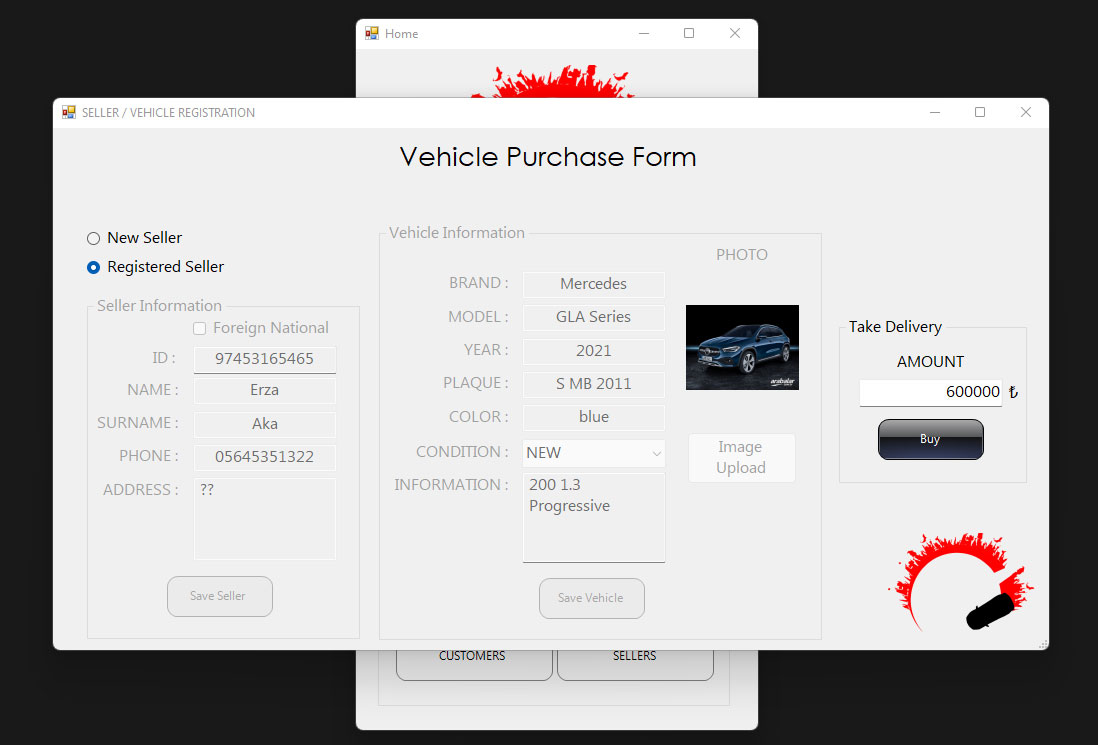 Home
SELLER / VEHICLE REGISTRATION
Vehicle Purchase Form
New Seller
Registered Seller
Seller Information
Foreign National
ID : 97453165465
NAME : Erza
SURNAME : Aka
PHONE : 05645351322
ADDRESS : ??
Save Seller
Vehicle Information
PHOTO
BRAND : Mercedes
MODEL : GLA Series
YEAR : 2021
PLAQUE : S MB 2011
COLOR : blue
CONDITION : NEW
INFORMATION : 200 1.3
Progressive
arabalar
Image
Upload
Save Vehicle
Take Delivery
AMOUNT
600000 ₺
Buy
CUSTOMERS
SELLERS